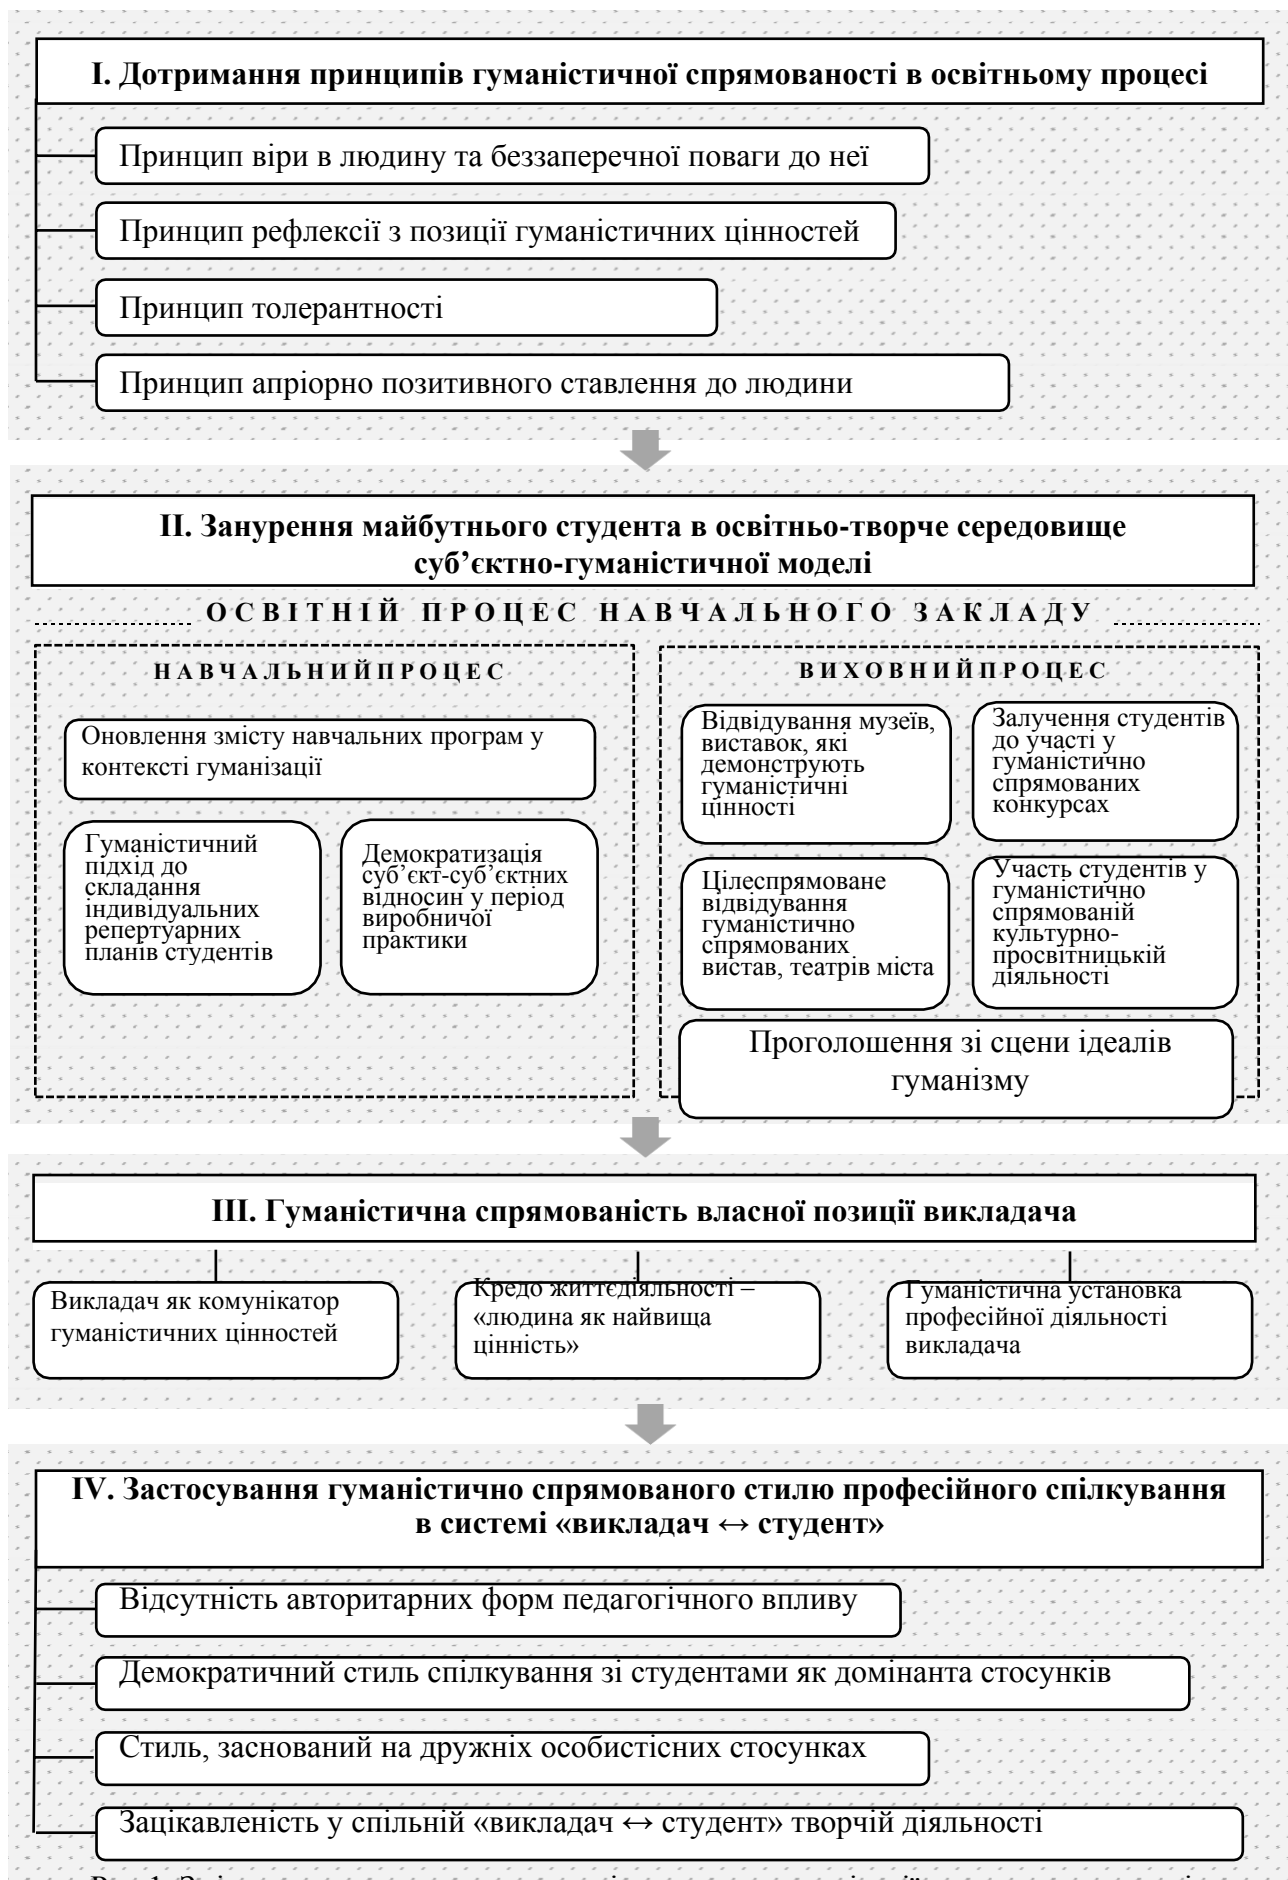 І. Дотримання принципів гуманістичної спрямованості в освітньому процесі
Принцип віри в людину та беззаперечної поваги до неї
Принцип рефлексії з позиції гуманістичних цінностей
Принцип толерантності
Принцип апріорно позитивного ставлення до людини
ІІ. Занурення майбутнього студента в освітньо-творче середовище
суб’єктно-гуманістичної моделі
ОСВІТНІЙ ПРОЦЕС НАВЧАЛЬНОГО ЗАКЛАДУ
НАВЧАЛЬНИЙПРОЦЕС
Оновлення змісту навчальних програм у
контексті гуманізації
Гуманістичний
підхід до
складання
індивідуальних
репертуарних
планів студентів
Демократизація
суб’єкт-суб’єктних
відносин у період
виробничої
практики
ВИХОВНИЙПРОЦЕС
Відвідування музеїв,
виставок, які
демонструють
гуманістичні
цінності
Залучення студентів
до участі у
гуманістично
спрямованих
конкурсах
Цілеспрямоване
відвідування
гуманістично
спрямованих
вистав, театрів міста
Участь студентів у
гуманістично
спрямованій
культурно-
просвітницькій
діяльності
Проголошення зі сцени ідеалів
гуманізму
ІІІ. Гуманістична спрямованість власної позиції викладача
Викладач як комунікатор
гуманістичних цінностей
Кредо життєдіяльності –
«людина як найвища
цінність»
Гуманістична установка
професійної діяльності
викладача
IV. Застосування гуманістично спрямованого стилю професійного спілкування
в системі «викладач ↔ студент»
Відсутність авторитарних форм педагогічного впливу
Демократичний стиль спілкування зі студентами як домінанта стосунків
Стиль, заснований на дружніх особистісних стосунках
Зацікавленість у спільній «викладач ↔ студент» творчій діяльності